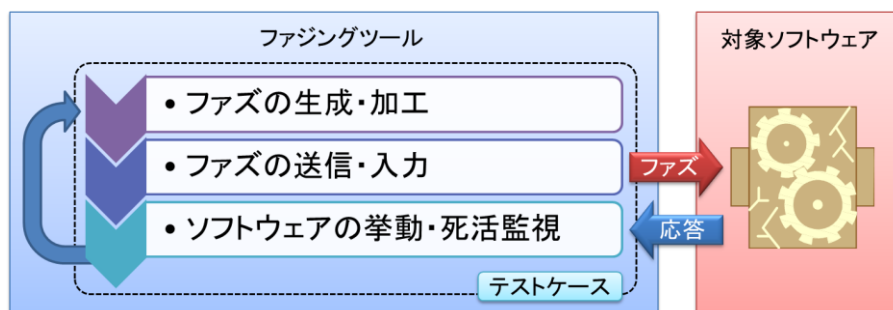 ファジングツール
対象ソフトウェア
• ファズの生成・加工
• ファズの送信・入力
ファズ
• ソフトウェアの挙動・死活監視
応答
テストケース